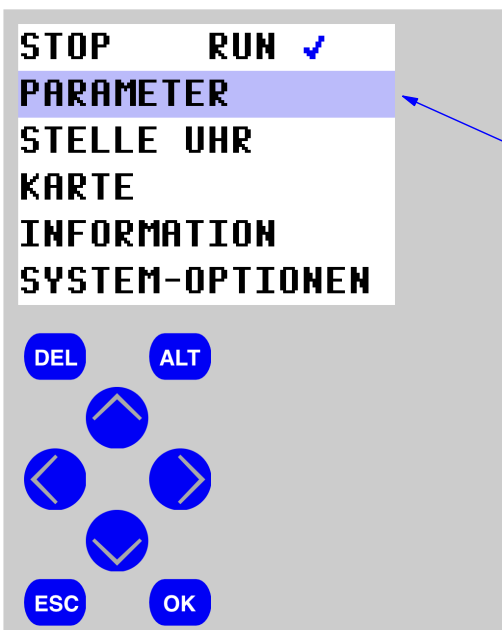 STOP RUN ✓
PARAMETER
STELLE UHR
KARTE
INFORMATION
SYSTEM-OPTIONEN
DEL ALT
ESC OK